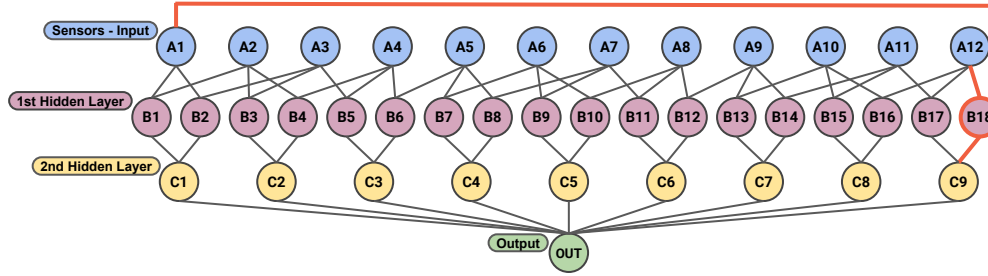 Sensors - Input
A1 A2 A3 A4 A5 A6 A7 A8 A9 A10 A11 A12
1st Hidden Layer
B1 B2 B3 B4 B5 B6 B7 B8 B9 B10 B11 B12 B13 B14 B15 B16 B17 B18
2nd Hidden Layer
C1 C2 C3 C4 C5 C6 C7 C8 C9
Output
OUT